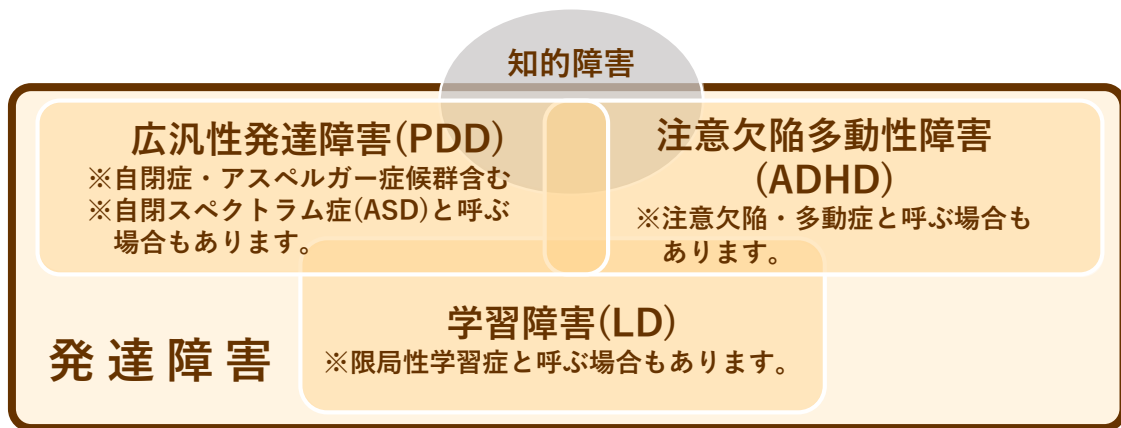 知的障害
広汎性発達障害(PDD)
※自閉症・アスペルガー症候群含む
※自閉スペクトラム症(ASD)と呼ぶ
場合もあります。
注意欠陥多動性障害
(ADHD)
※注意欠陥・多動症と呼ぶ場合も
あります。
学習障害(LD)
※限局性学習症と呼ぶ場合もあります。
発達障害